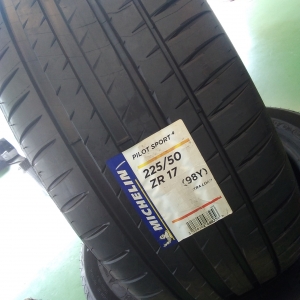 MICHELIN
PILOT SPORT 4
225/50
ZR 17
(98Y)